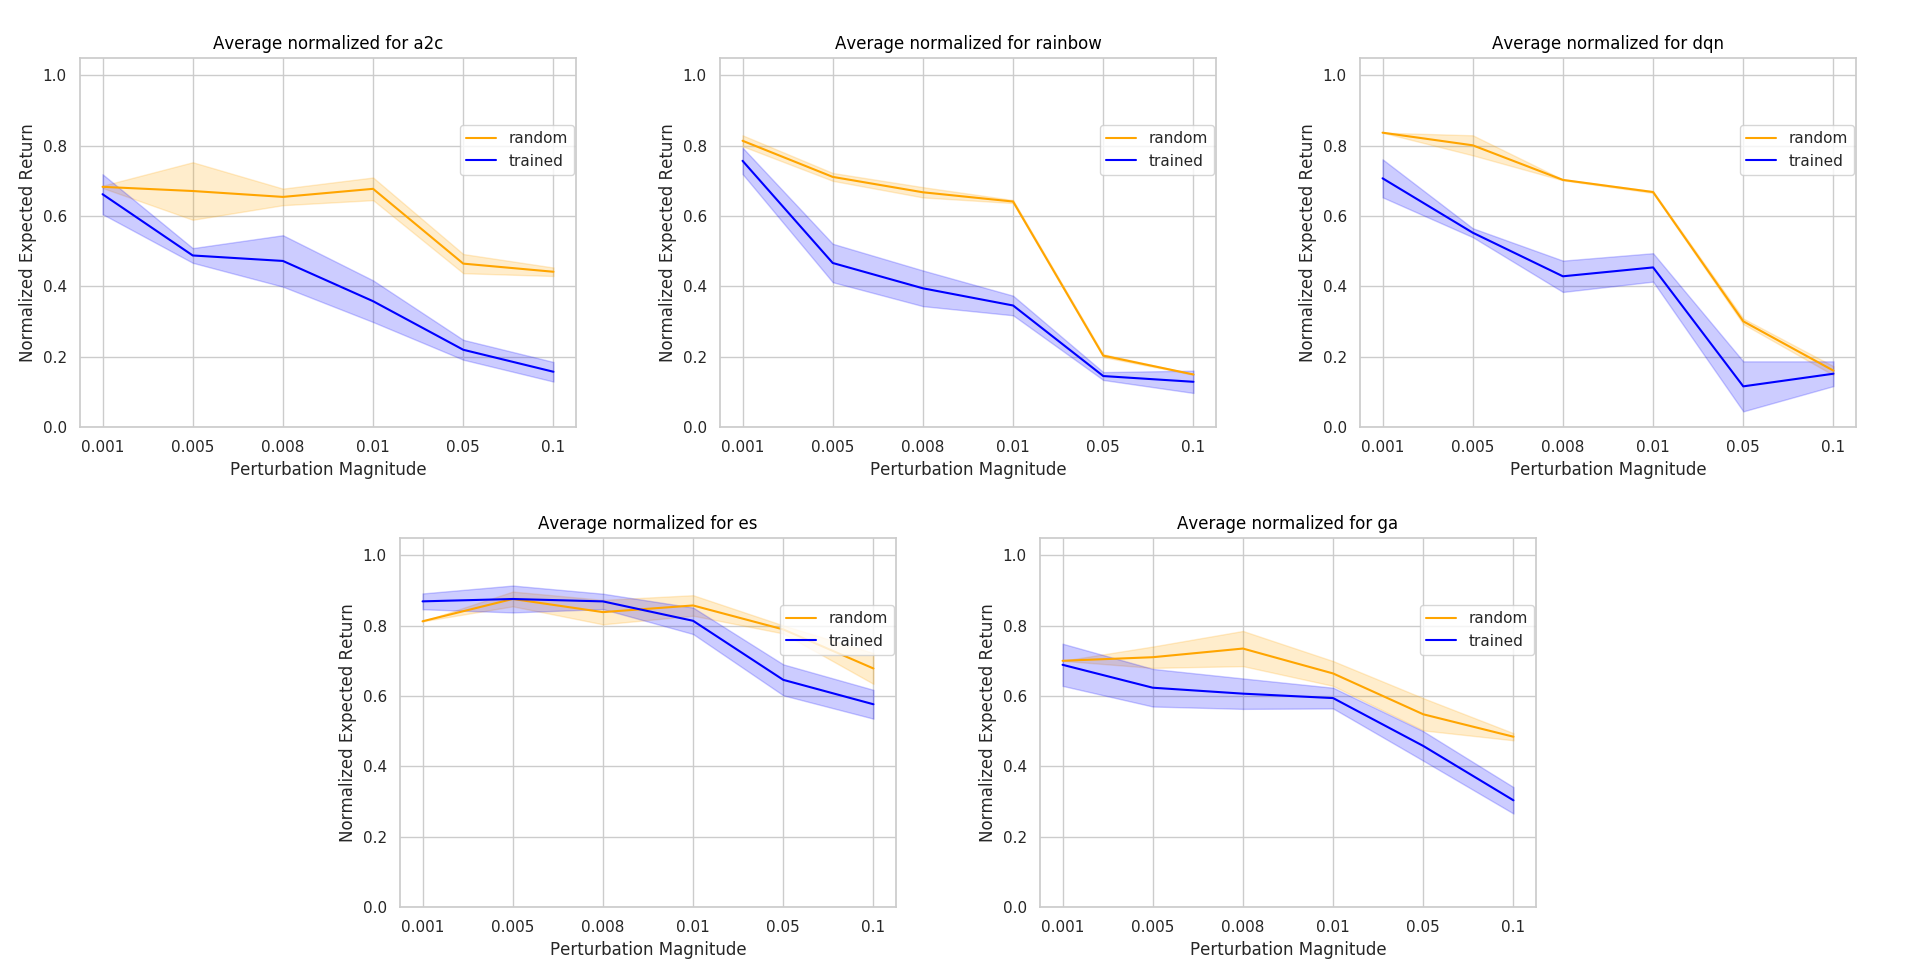 Average normalized for a2c
Normalized Expected Return
1.0
0.8
0.6
0.4
0.2
0.0
random
trained
0.001 0.005 0.008 0.01 0.05 0.1
Perturbation Magnitude
Average normalized for rainbow
Normalized Expected Return
1.0
0.8
0.6
0.4
0.2
0.0
random
trained
0.001 0.005 0.008 0.01 0.05 0.1
Perturbation Magnitude
Average normalized for dqn
Normalized Expected Return
1.0
0.8
0.6
0.4
0.2
0.0
random
trained
0.001 0.005 0.008 0.01 0.05 0.1
Perturbation Magnitude
Average normalized for es
Normalized Expected Return
1.0
0.8
0.6
0.4
0.2
0.0
random
trained
0.001 0.005 0.008 0.01 0.05 0.1
Perturbation Magnitude
Average normalized for ga
Normalized Expected Return
1.0
0.8
0.6
0.4
0.2
0.0
random
trained
0.001 0.005 0.008 0.01 0.05 0.1
Perturbation Magnitude